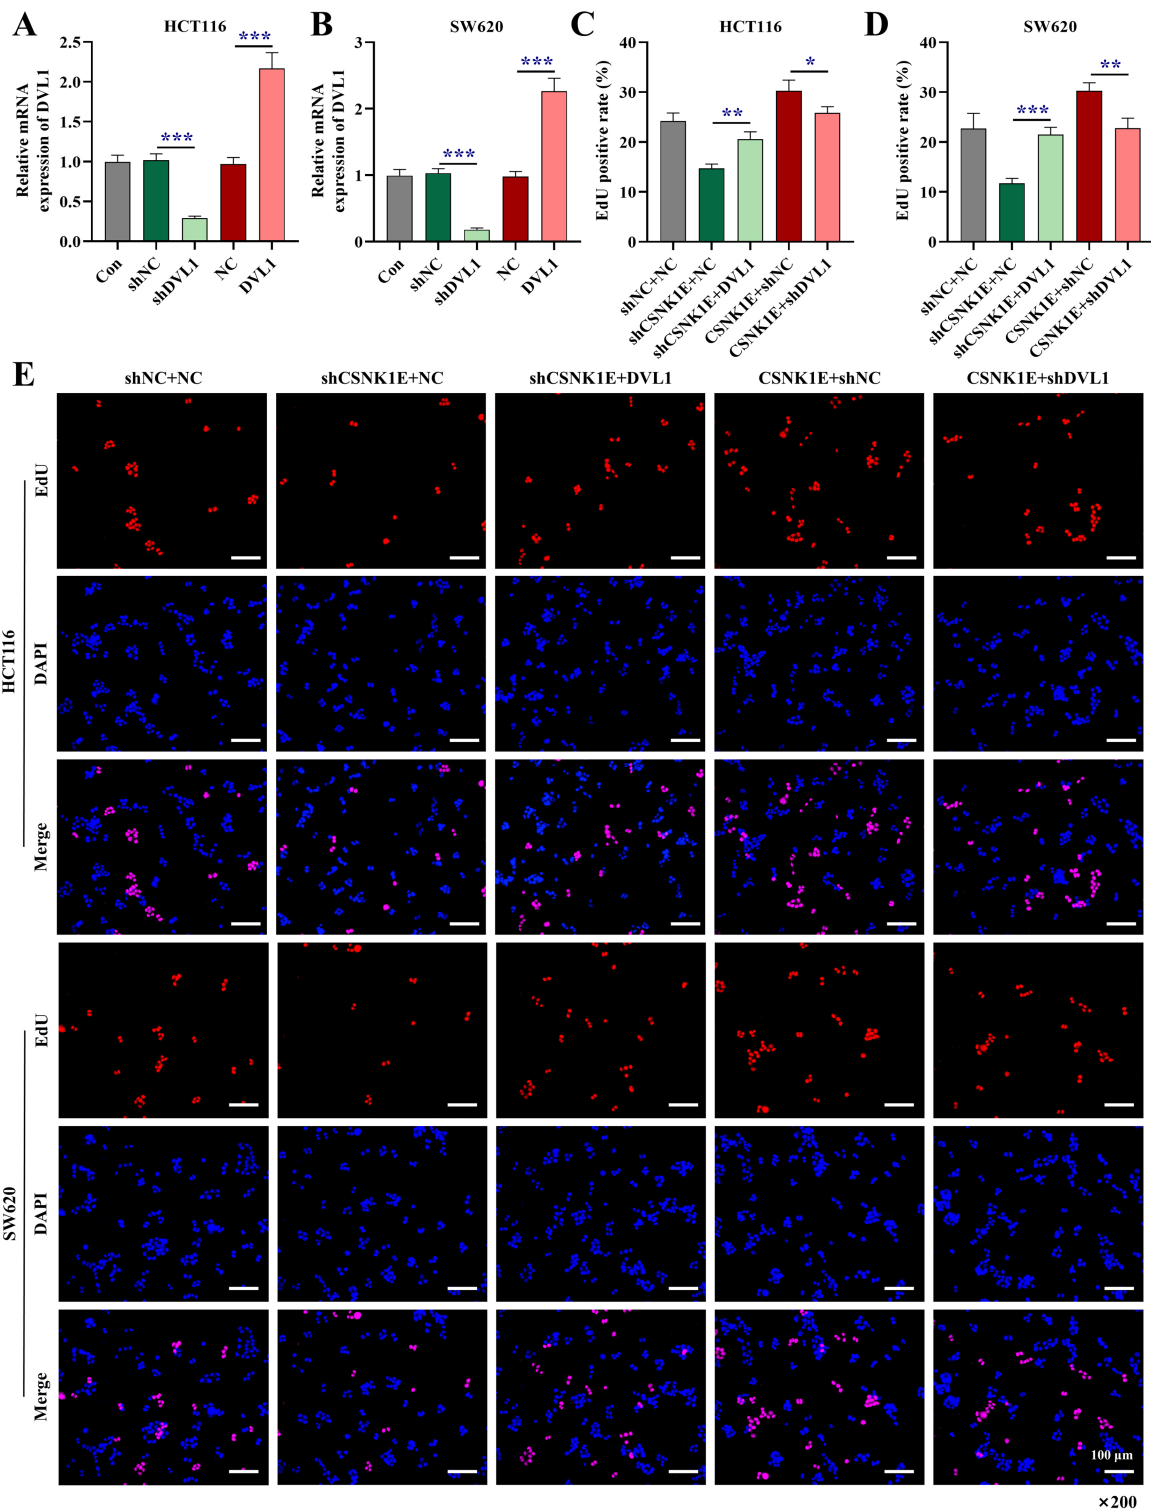 A
HCT116
Relative mRNA
expression of DVL1
2.5
2.0
1.5
1.0
0.5
0.0
***
***
Con
shNC
shDVL1
NC
DVL1
B
SW620
Relative mRNA
expression of DVL1
3
2
1
0
***
***
Con
shNC
shDVL1
NC
DVL1
C
HCT116
EdU positive rate (%)
40
30
20
10
0
**
*
shNC+NC
shCSNK1E+NC
shCSNK1E+DVL1
CSNK1E+shNC
CSNK1E+shDVL1
D
SW620
EdU positive rate (%)
40
30
20
10
0
***
**
shNC+NC
shCSNK1E+NC
shCSNK1E+DVL1
CSNK1E+shNC
CSNK1E+shDVL1
E
shNC+NC
shCSNK1E+NC
shCSNK1E+DVL1
CSNK1E+shNC
CSNK1E+shDVL1
HCT116
EdU
DAPI
Merge
SW620
EdU
DAPI
Merge
100 µm
×200